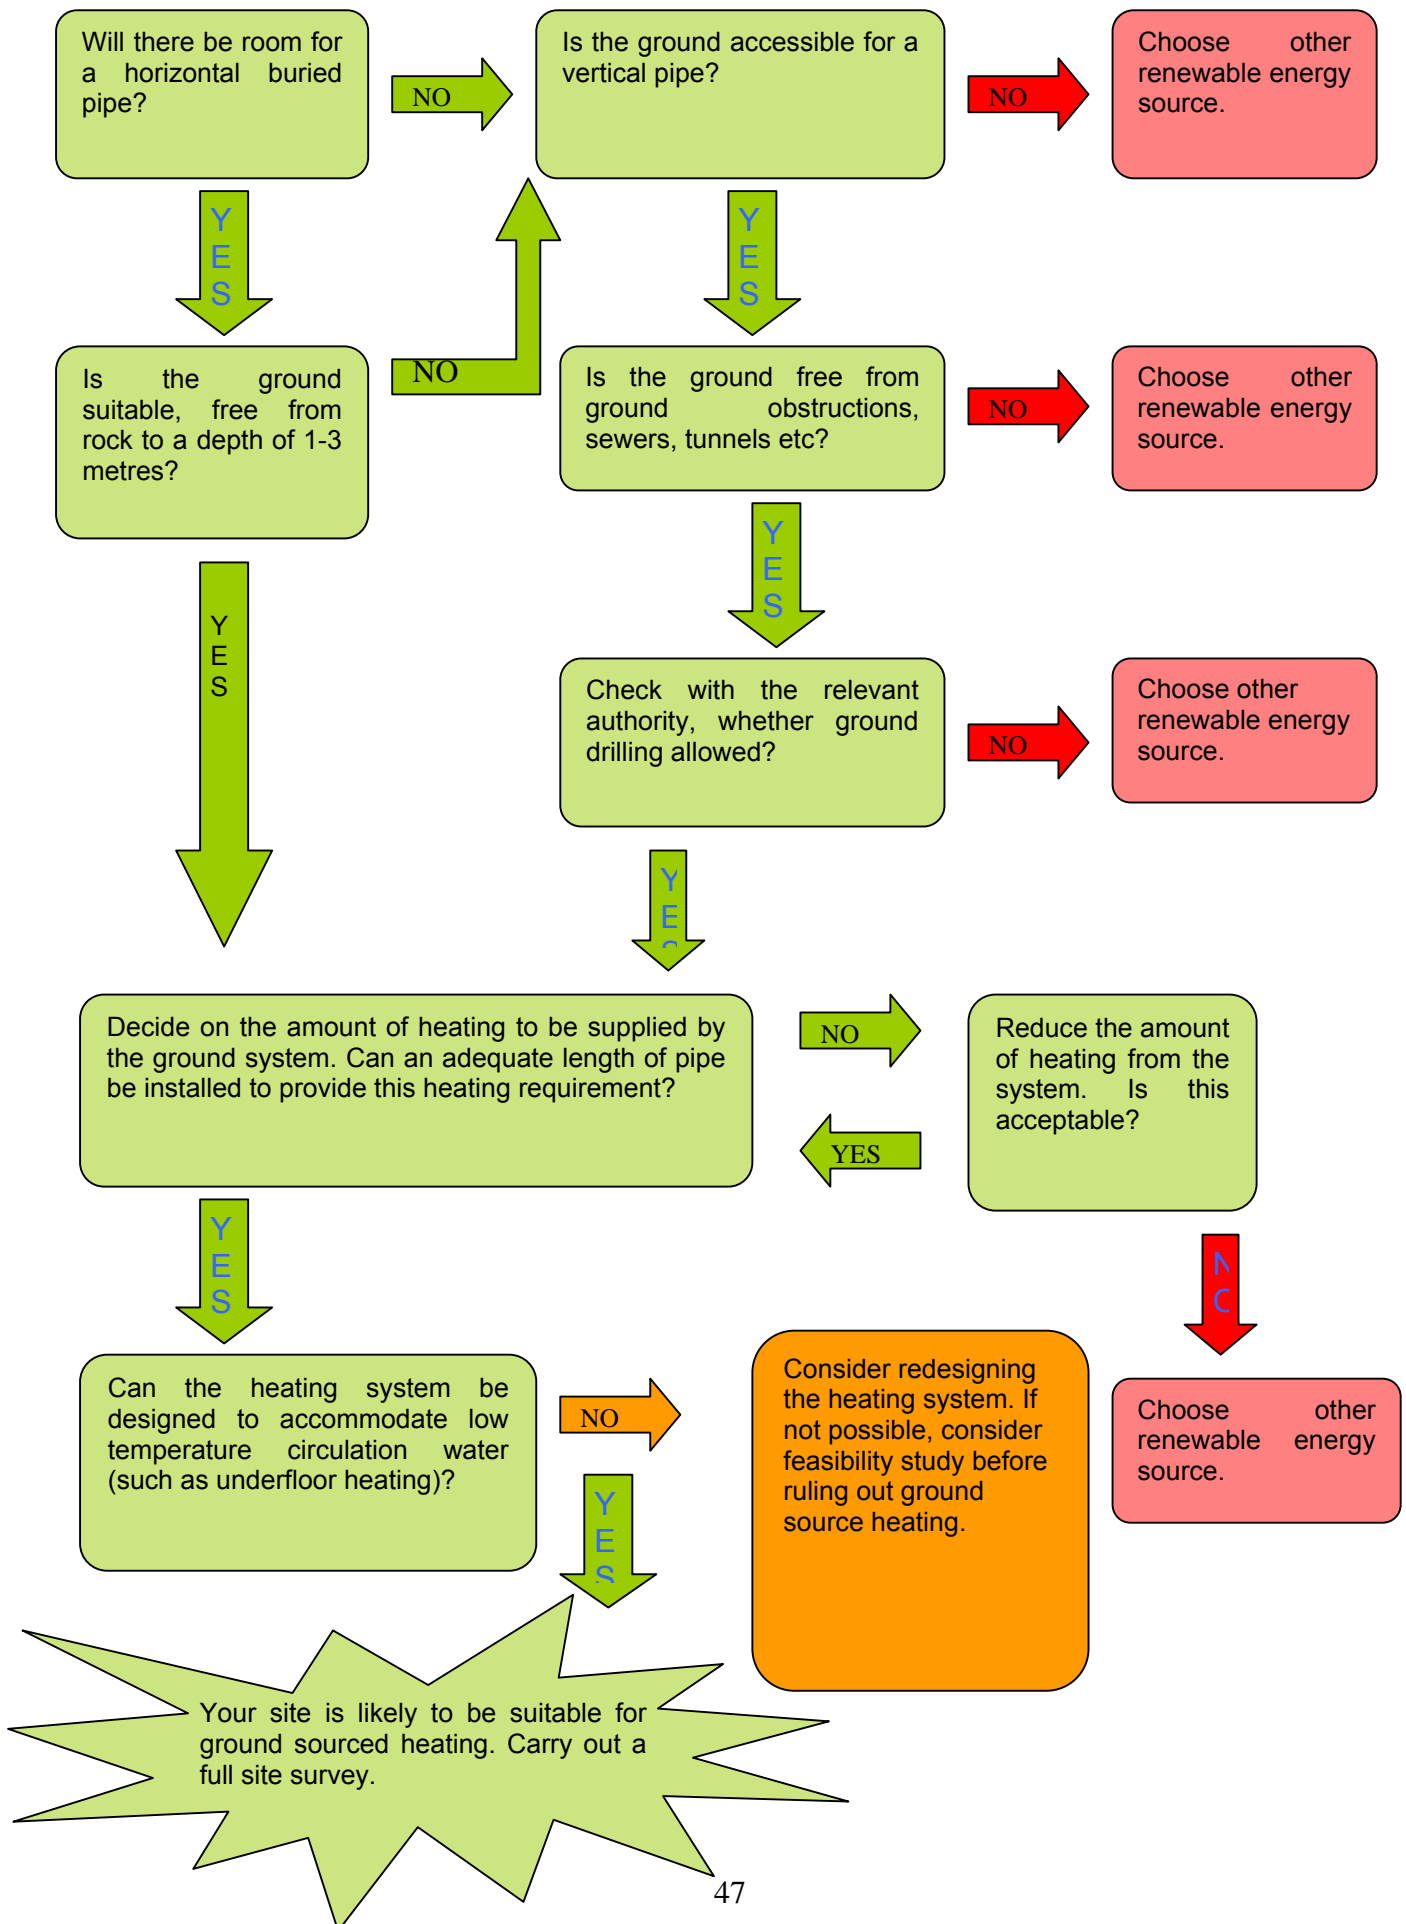 Will there be room for
a horizontal buried
pipe?
NO
Is the ground accessible for a
vertical pipe?
NO
Choose other
renewable energy
source.
Y
E
S
Y
E
S
Is the ground
suitable, free from
rock to a depth of 1-3
metres?
NO
Is the ground free from
ground obstructions,
sewers, tunnels etc?
NO
Choose other
renewable energy
source.
Y
E
S
Y
E
S
Check with the relevant
authority, whether ground
drilling allowed?
NO
Choose other
renewable energy
source.
Y
E
S
Decide on the amount of heating to be supplied by
the ground system. Can an adequate length of pipe
be installed to provide this heating requirement?
NO
YES
Reduce the amount
of heating from the
system. Is this
acceptable?
Y
E
S
N
O
Can the heating system be
designed to accommodate low
temperature circulation water
(such as underfloor heating)?
NO
Y
E
S
Consider redesigning
the heating system. If
not possible, consider
feasibility study before
ruling out ground
source heating.
Choose other
renewable energy
source.
Your site is likely to be suitable for
ground sourced heating. Carry out a
full site survey.
47